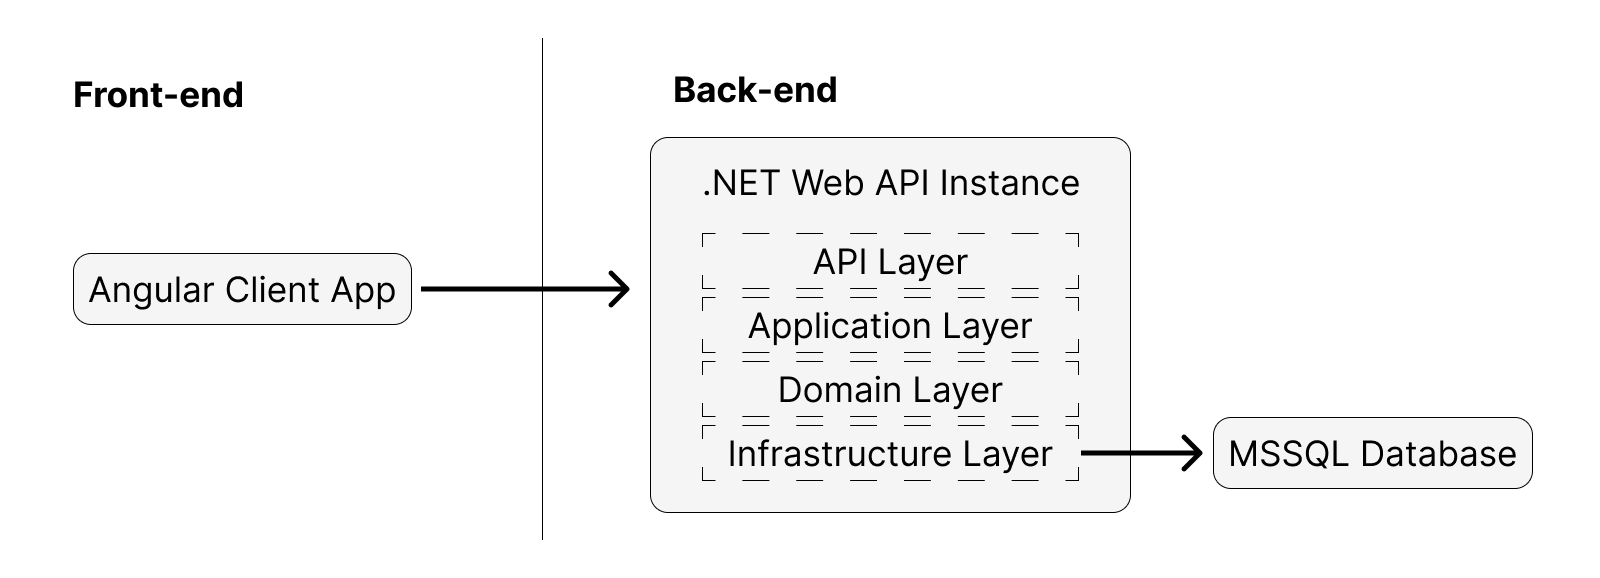 Front-end
Back-end
.NET Web API Instance
API Layer
Angular Client App
Application Layer
Domain Layer
Infrastructure Layer
MSSQL Database